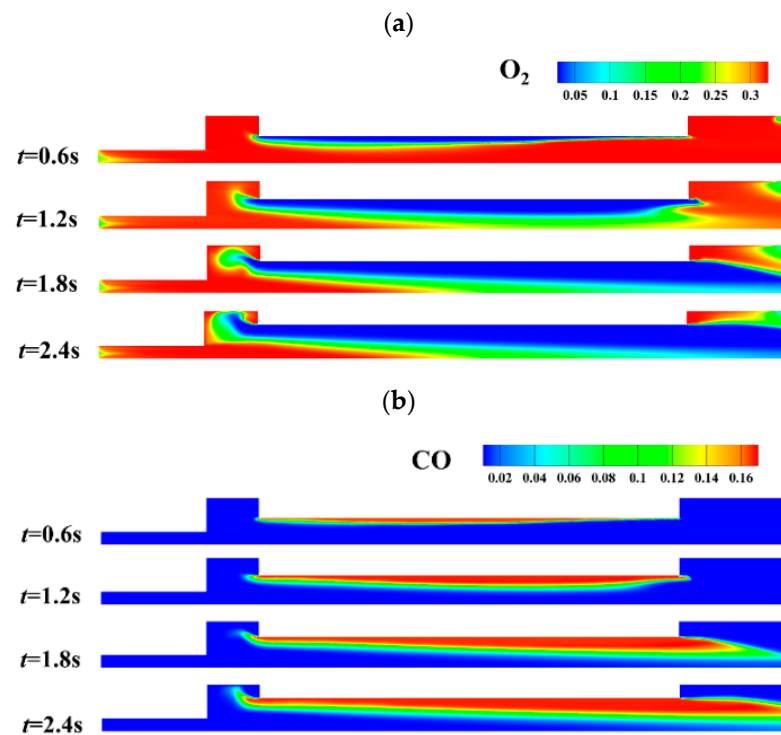 (a)
O₂
0.05 0.1 0.15 0.2 0.25 0.3
t=0.6s
t=1.2s
t=1.8s
t=2.4s
(b)
CO
0.02 0.04 0.06 0.08 0.1 0.12 0.14 0.16
t=0.6s
t=1.2s
t=1.8s
t=2.4s